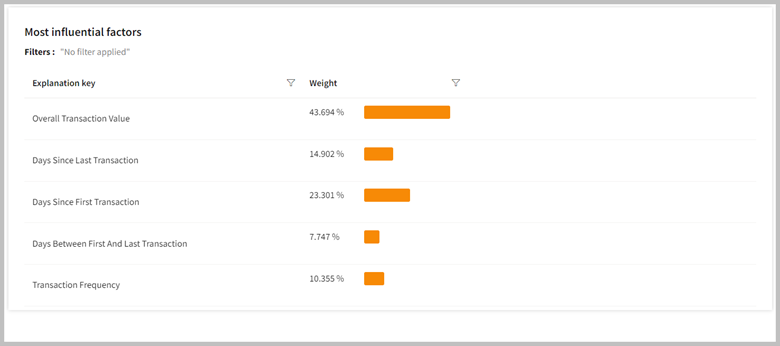 Most influential factors
Filters : "No filter applied"
Explanation key Weight
Overall Transaction Value 43.694 %
Days Since Last Transaction 14.902 %
Days Since First Transaction 23.301 %
Days Between First And Last Transaction 7.747 %
Transaction Frequency 10.355 %